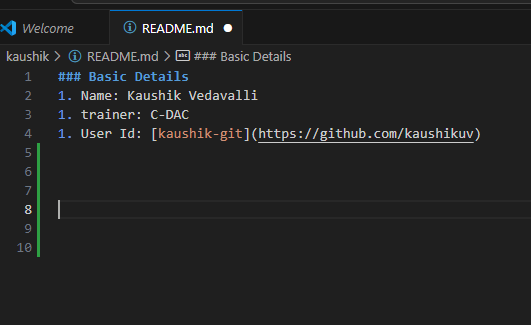 Welcome
README.md
kaushik > README.md > abc ### Basic Details
1 ### Basic Details
2 1. Name: Kaushik Vedavalli
3 1. trainer: C-DAC
4 1. User Id: [kaushik-git](https://github.com/kaushikuv)
5
6
7
8
9
10